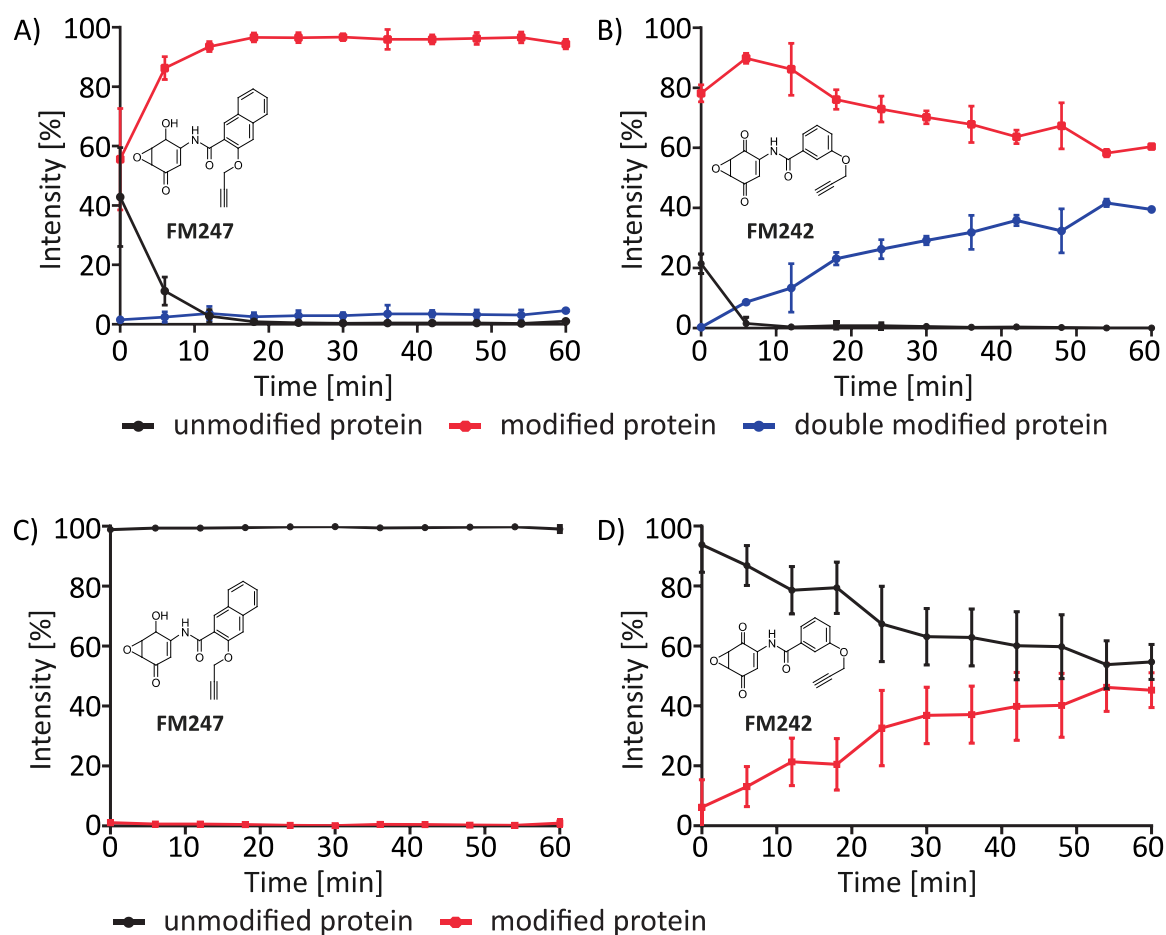 A)
Intensity [%]
100
80
60
40
20
0
OH
H
N
O
O
O
O
FM247
0 10 20 30 40 50 60
Time [min]
B)
Intensity [%]
100
80
60
40
20
0
O
H
N
O
O
O
O
FM242
0 10 20 30 40 50 60
Time [min]
unmodified protein modified protein double modified protein
C)
Intensity [%]
100
80
60
40
20
0
OH
H
N
O
O
O
O
FM247
0 10 20 30 40 50 60
Time [min]
D)
Intensity [%]
100
80
60
40
20
0
O
H
N
O
O
O
O
FM242
0 10 20 30 40 50 60
Time [min]
unmodified protein modified protein